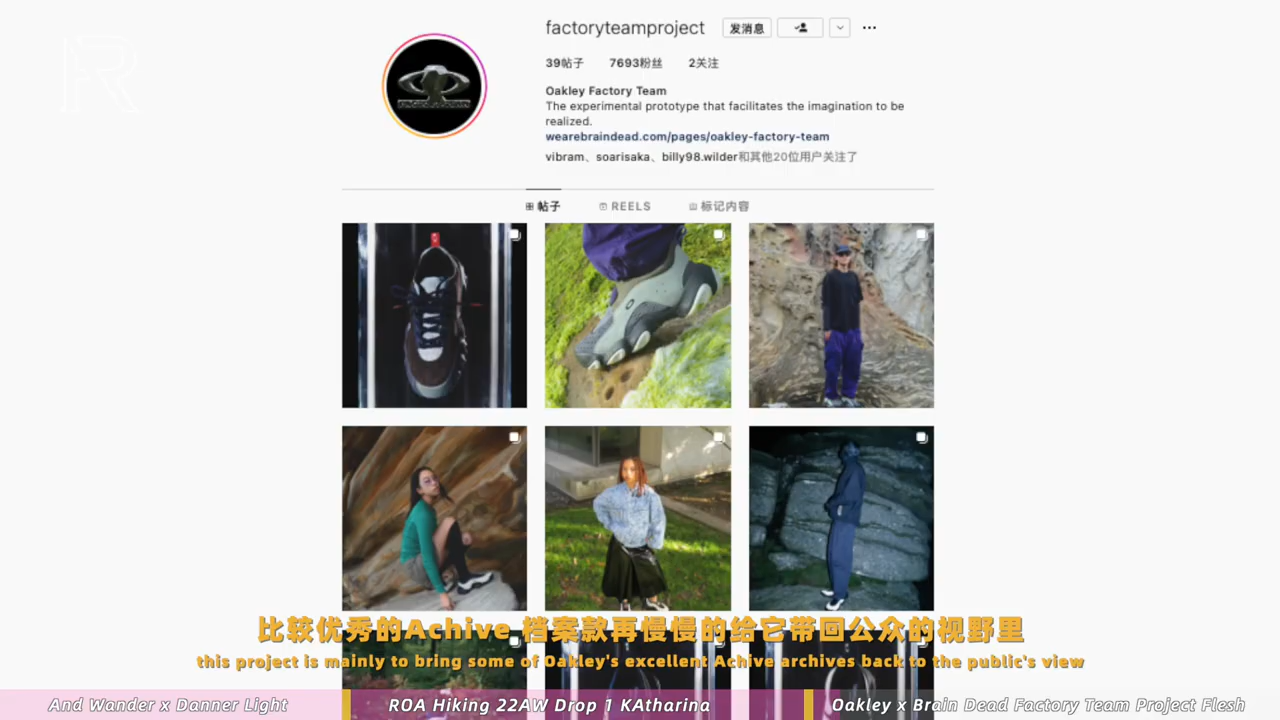 factoryteamproject 发消息
39帖子 7693粉丝 2关注
Oakley Factory Team
The experimental prototype that facilitates the imagination to be
realized.
wearebraindead.com/pages/oakley-factory-team
vibram、soarisaka、billy98.wilder和其他20位用户关注了
帖子 REELS 标记内容
比较优秀的Achive 档案款再慢慢的给它带回公众的视野里
this project is mainly to bring some of Oakley's excellent Achive archives back to the public's view
And Wander x Danner Light ROA Hiking 22AW Drop 1 KAtharina Oakley x Brain Dead Factory Team Project Flesh